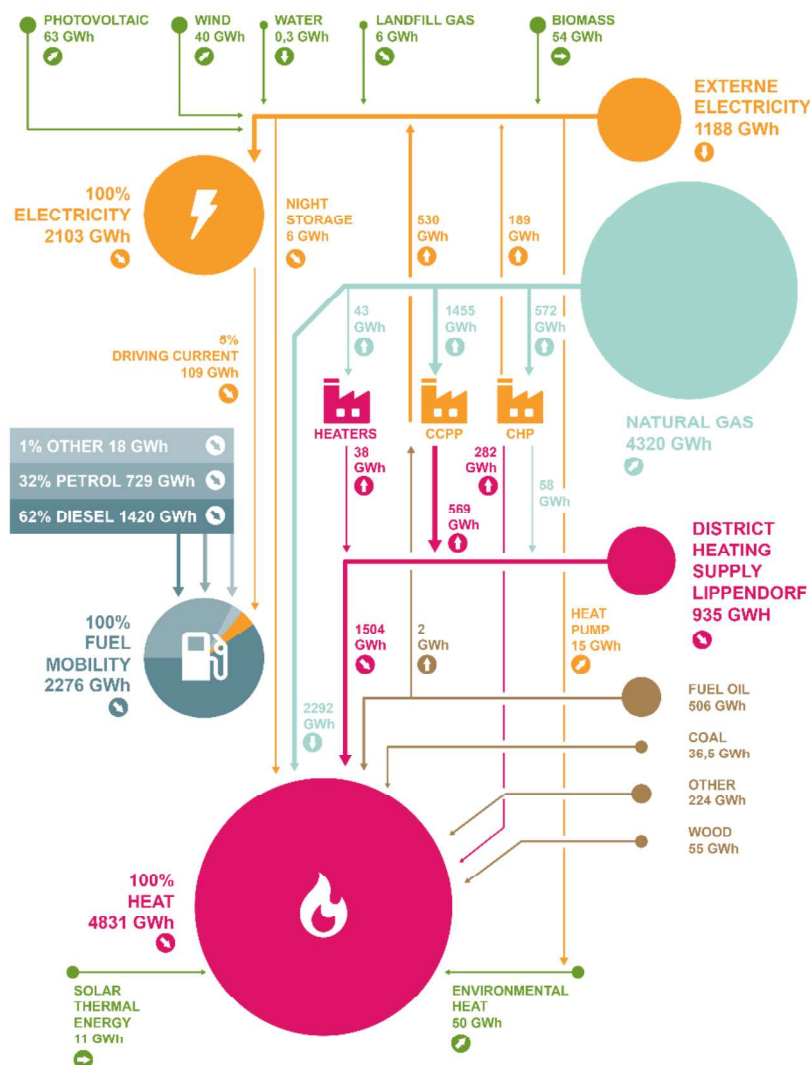 PHOTOVOLTAIC
63 GWh
WIND
40 GWh
WATER
0,3 GWh
LANDFILL GAS
6 GWh
BIOMASS
54 GWh
EXTERNE
ELECTRICITY
1188 GWh
100%
ELECTRICITY
2103 GWh
NIGHT
STORAGE
6 GWh
530
GWh
189
GWh
43
GWh
1455
GWh
572
GWh
5%
DRIVING CURRENT
109 GWh
NATURAL GAS
4320 GWh
HEATERS
CCPP
CHP
1% OTHER 18 GWh
32% PETROL 729 GWh
62% DIESEL 1420 GWh
38
GWh
282
GWh
58
GWh
569
GWh
DISTRICT
HEATING
SUPPLY
LIPPENDORF
935 GWH
100%
FUEL
MOBILITY
2276 GWh
1504
GWh
2
GWh
HEAT
PUMP
15 GWh
2292
GWh
FUEL OIL
506 GWh
COAL
36,5 GWh
OTHER
224 GWh
WOOD
55 GWh
100%
HEAT
4831 GWh
SOLAR
THERMAL
ENERGY
11 GWh
ENVIRONMENTAL
HEAT
50 GWh